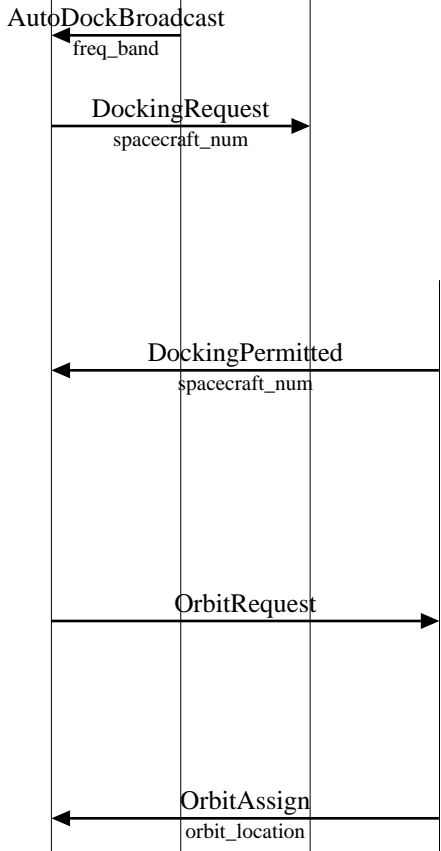 AutoDockBroadcast
freq_band
DockingRequest
spacecraft_num
DockingPermitted
spacecraft_num
OrbitRequest
OrbitAssign
orbit_location